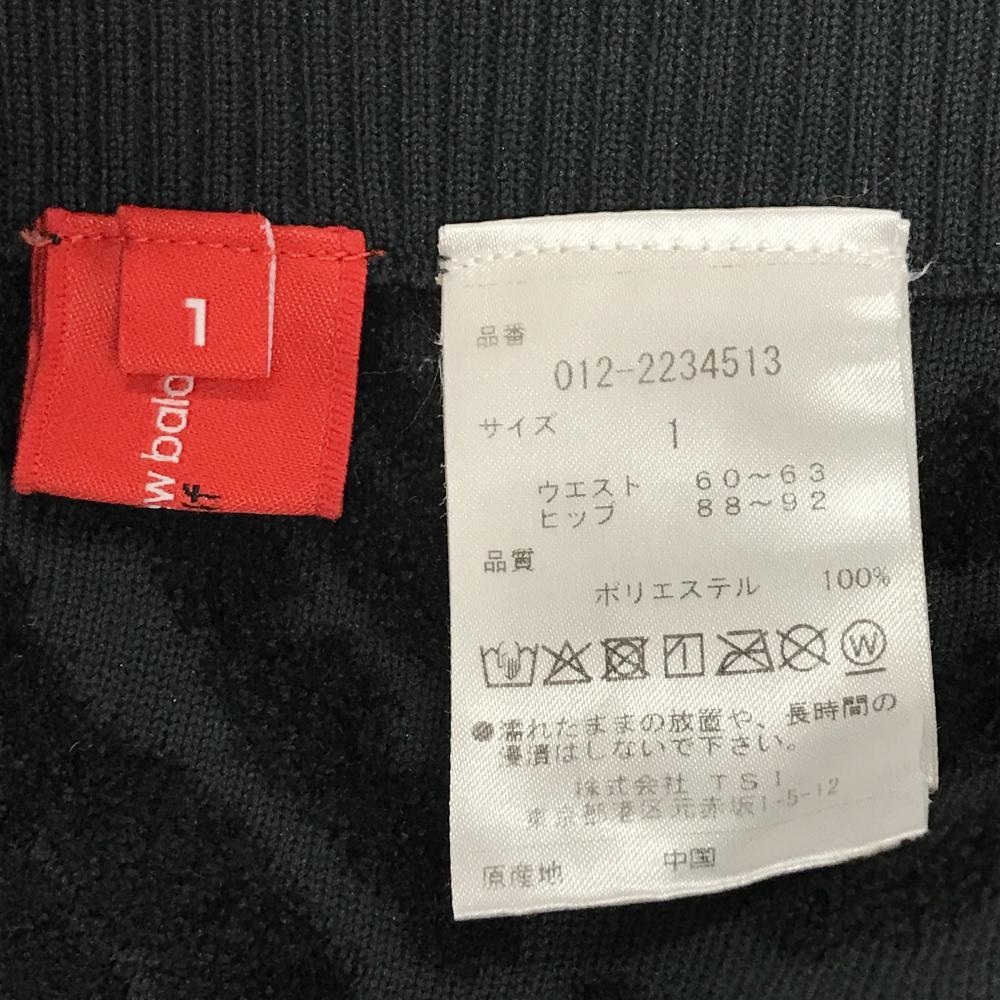 1
品番
012-2234513
サイズ 1
ウエスト 60～63
ヒップ 88～92
品質
ポリエステル 100%
W
●濡れたままの放置や、長時間の
浸漬はしないで下さい。
株式会社 TSI
東京都港区元赤坂1-5-12
原産地 中国